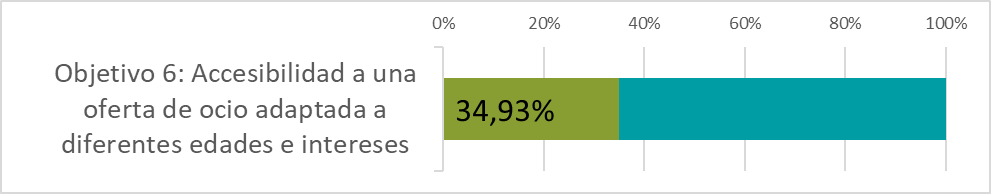 0% 20% 40% 60% 80% 100%
Objetivo 6: Accesibilidad a una
oferta de ocio adaptada a
diferentes edades e intereses
34,93%